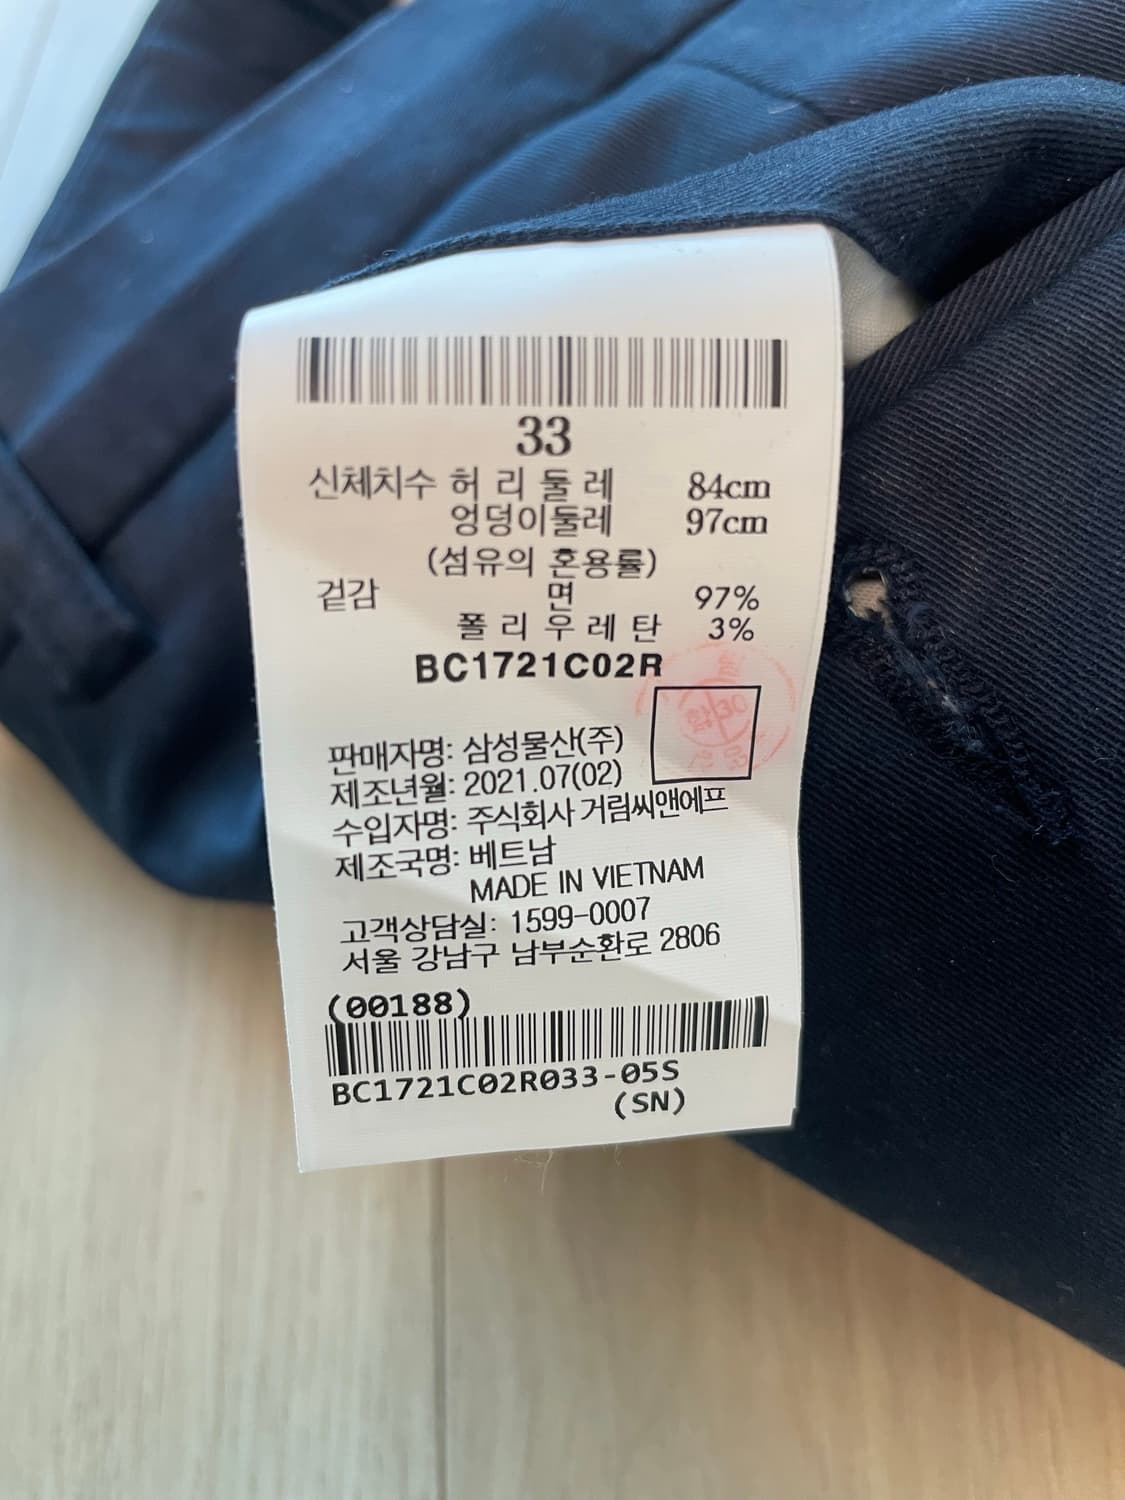 33
신체치수 허 리 둘 레 84cm
엉덩이둘레 97cm
(섬유의 혼용률)
겉감 면 97%
폴 리 우 레 탄 3%
BC1721C02R
판매자명: 삼성물산(주)
제조년월: 2021.07(02)
수입자명: 주식회사 거림씨앤에프
제조국명: 베트남
MADE IN VIETNAM
고객상담실: 1599-0007
서울 강남구 남부순환로 2806
(00188)
BC1721C02R033-05S
(SN)